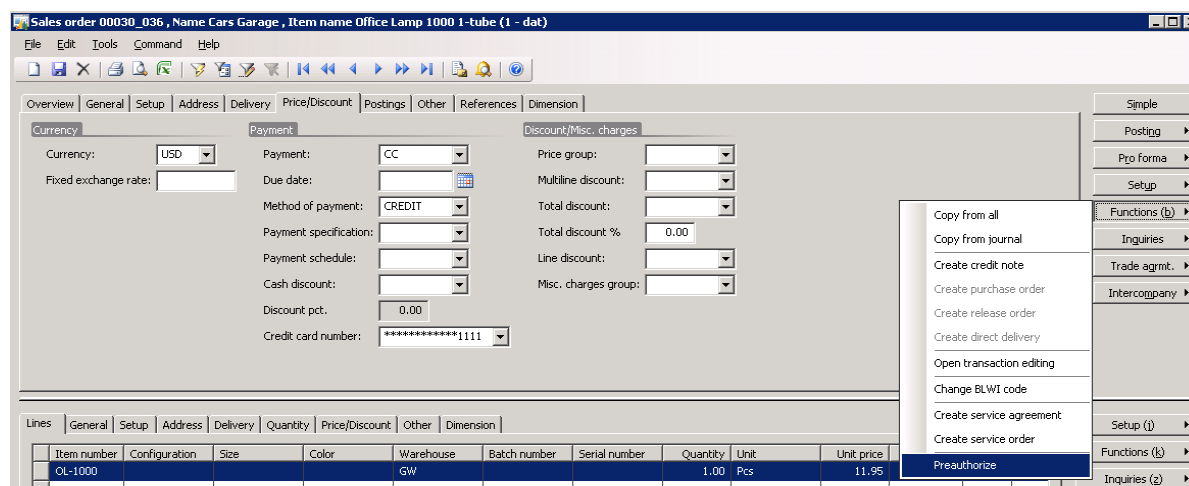 Sales order 00030_036 , Name Cars Garage , Item name Office Lamp 1000 1-tube (1 - dat)
File Edit Tools Command Help
Overview General Setup Address Delivery Price/Discount Postings Other References Dimension
Simple
Currency Payment Discount/Misc. charges
Posting
Currency: USD Payment: CC Price group:
Pro forma
Fixed exchange rate: Due date: Multiline discount:
Setup
Method of payment: CREDIT Total discount:
Functions (b)
Payment specification: Total discount % 0.00
Inquiries
Payment schedule: Line discount:
Trade agrmt.
Cash discount: Misc. charges group:
Intercompany
Discount pct. 0.00
Credit card number: ************1111
Copy from all
Copy from journal
Create credit note
Create purchase order
Create release order
Create direct delivery
Open transaction editing
Change BLWI code
Create service agreement
Create service order
Preauthorize
Lines General Setup Address Delivery Quantity Price/Discount Other Dimension
Setup (j)
Item number Configuration Size Color Warehouse Batch number Serial number Quantity Unit Unit price
Functions (k)
OL-1000 GW 1.00 Pcs 11.95
Inquiries (z)